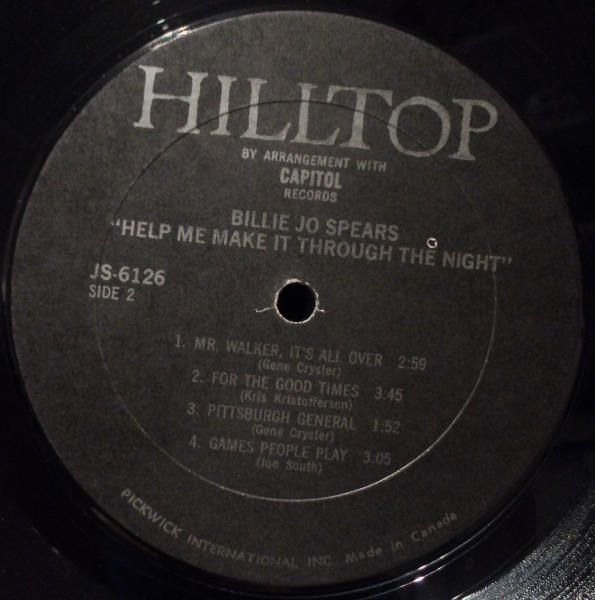 HILLTOP
BY ARRANGEMENT WITH
CAPITOL
RECORDS
BILLIE JO SPEARS
"HELP ME MAKE IT THROUGH THE NIGHT"
JS-6126
SIDE 2
1. MR. WALKER, IT'S ALL OVER 2:59
(Gene Crysler)
2. FOR THE GOOD TIMES 3:45
(Kris Kristofferson)
3. PITTSBURGH GENERAL 1:52
(Gene Crysler)
4. GAMES PEOPLE PLAY 3:05
(Joe South)
PICKWICK INTERNATIONAL INC. Made in Canada